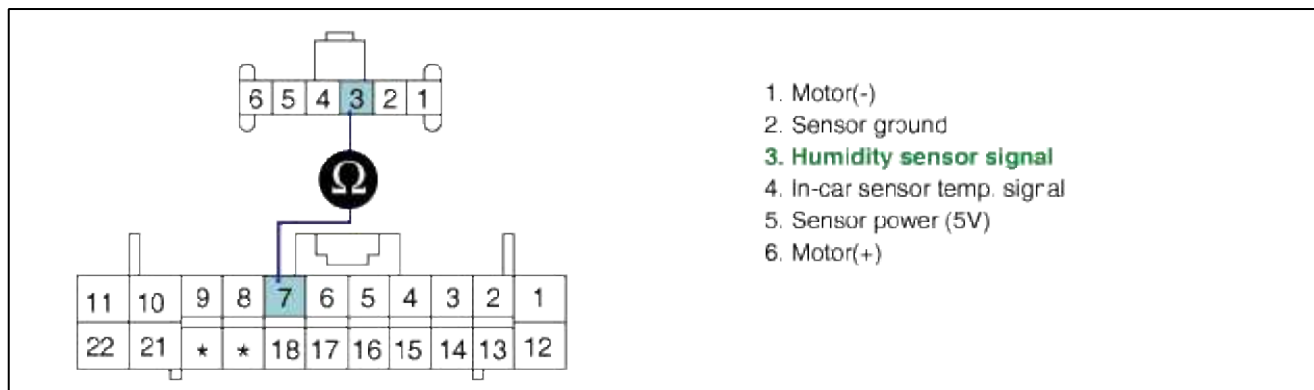 6 5 4 3 2 1
Ω
11 10 9 8 7 6 5 4 3 2 1
22 21 * * 18 17 16 15 14 13 12
1. Motor(-)
2. Sensor ground
3. Humidity sensor signal
4. In-car sensor temp. signal
5. Sensor power (5V)
6. Motor(+)